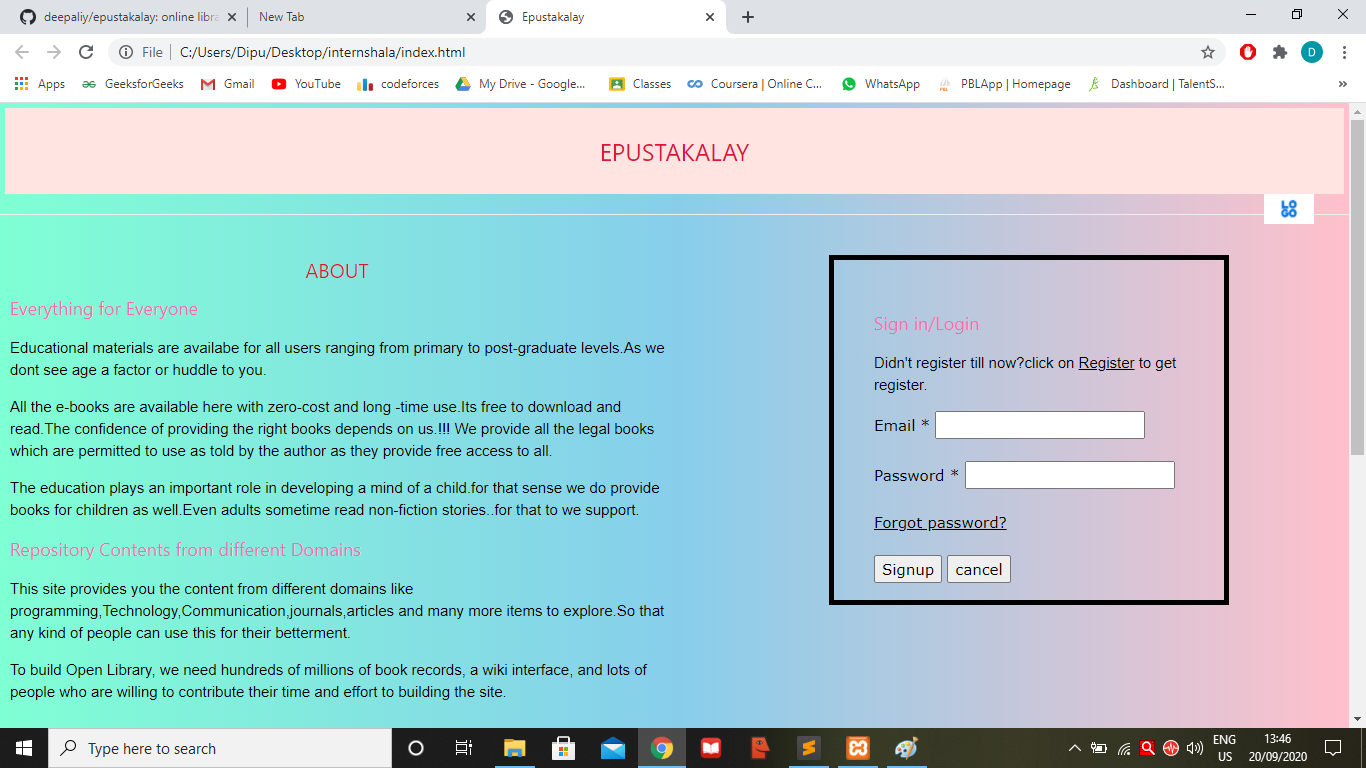 deepaliy/epustakalay: online libra
New Tab
Epustakalay
File
C:/Users/Dipu/Desktop/internshala/index.html
D
Apps
GeeksforGeeks
Gmail
YouTube
codeforces
My Drive - Google...
Classes
Coursera | Online C...
WhatsApp
PBLApp | Homepage
Dashboard | TalentS...
»
EPUSTAKALAY
LO
GO
ABOUT
Everything for Everyone
Educational materials are availabe for all users ranging from primary to post-graduate levels.As we
dont see age a factor or huddle to you.
All the e-books are available here with zero-cost and long -time use.Its free to download and
read.The confidence of providing the right books depends on us.!!! We provide all the legal books
which are permitted to use as told by the author as they provide free access to all.
The education plays an important role in developing a mind of a child.for that sense we do provide
books for children as well.Even adults sometime read non-fiction stories..for that to we support.
Repository Contents from different Domains
This site provides you the content from different domains like
programming,Technology,Communication,journals,articles and many more items to explore.So that
any kind of people can use this for their betterment.
To build Open Library, we need hundreds of millions of book records, a wiki interface, and lots of
people who are willing to contribute their time and effort to building the site.
Sign in/Login
Didn't register till now?click on Register to get
register.
Email *
Password *
Forgot password?
Signup
cancel
Type here to search
ENG
US
13:46
20/09/2020